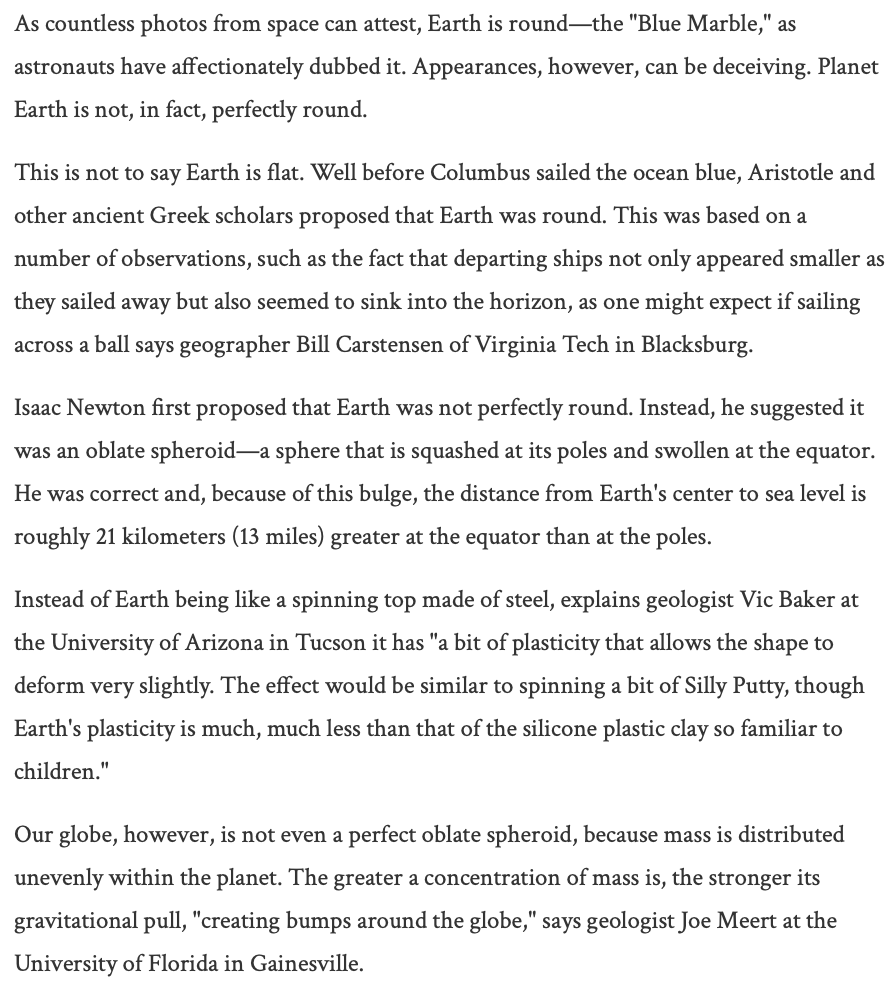 As countless photos from space can attest, Earth is round—the "Blue Marble," as
astronauts have affectionately dubbed it. Appearances, however, can be deceiving. Planet
Earth is not, in fact, perfectly round.
This is not to say Earth is flat. Well before Columbus sailed the ocean blue, Aristotle and
other ancient Greek scholars proposed that Earth was round. This was based on a
number of observations, such as the fact that departing ships not only appeared smaller as
they sailed away but also seemed to sink into the horizon, as one might expect if sailing
across a ball says geographer Bill Carstensen of Virginia Tech in Blacksburg.
Isaac Newton first proposed that Earth was not perfectly round. Instead, he suggested it
was an oblate spheroid—a sphere that is squashed at its poles and swollen at the equator.
He was correct and, because of this bulge, the distance from Earth's center to sea level is
roughly 21 kilometers (13 miles) greater at the equator than at the poles.
Instead of Earth being like a spinning top made of steel, explains geologist Vic Baker at
the University of Arizona in Tucson it has "a bit of plasticity that allows the shape to
deform very slightly. The effect would be similar to spinning a bit of Silly Putty, though
Earth's plasticity is much, much less than that of the silicone plastic clay so familiar to
children."
Our globe, however, is not even a perfect oblate spheroid, because mass is distributed
unevenly within the planet. The greater a concentration of mass is, the stronger its
gravitational pull, "creating bumps around the globe," says geologist Joe Meert at the
University of Florida in Gainesville.